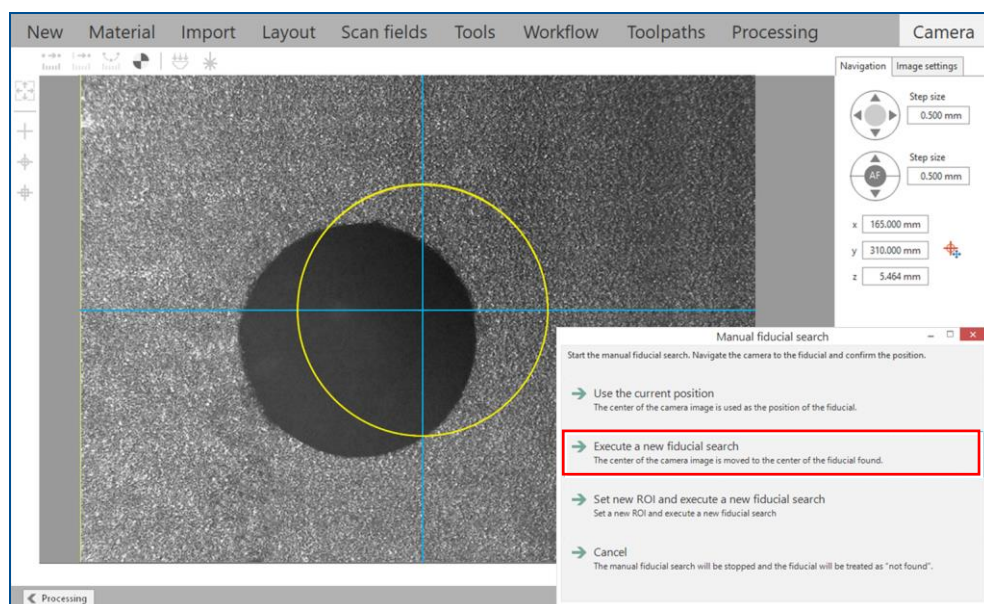 New Material Import Layout Scan fields Tools Workflow Toolpaths Processing Camera
Navigation Image settings
Step size
0.500 mm
Step size
AF 0.500 mm
x 165.000 mm
y 310.000 mm
z 5.464 mm
Manual fiducial search
Start the manual fiducial search. Navigate the camera to the fiducial and confirm the position.
Use the current position
The center of the camera image is used as the position of the fiducial.
Execute a new fiducial search
The center of the camera image is moved to the center of the fiducial found.
Set new ROI and execute a new fiducial search
Set a new ROI and execute a new fiducial search
Cancel
The manual fiducial search will be stopped and the fiducial will be treated as "not found".
Processing